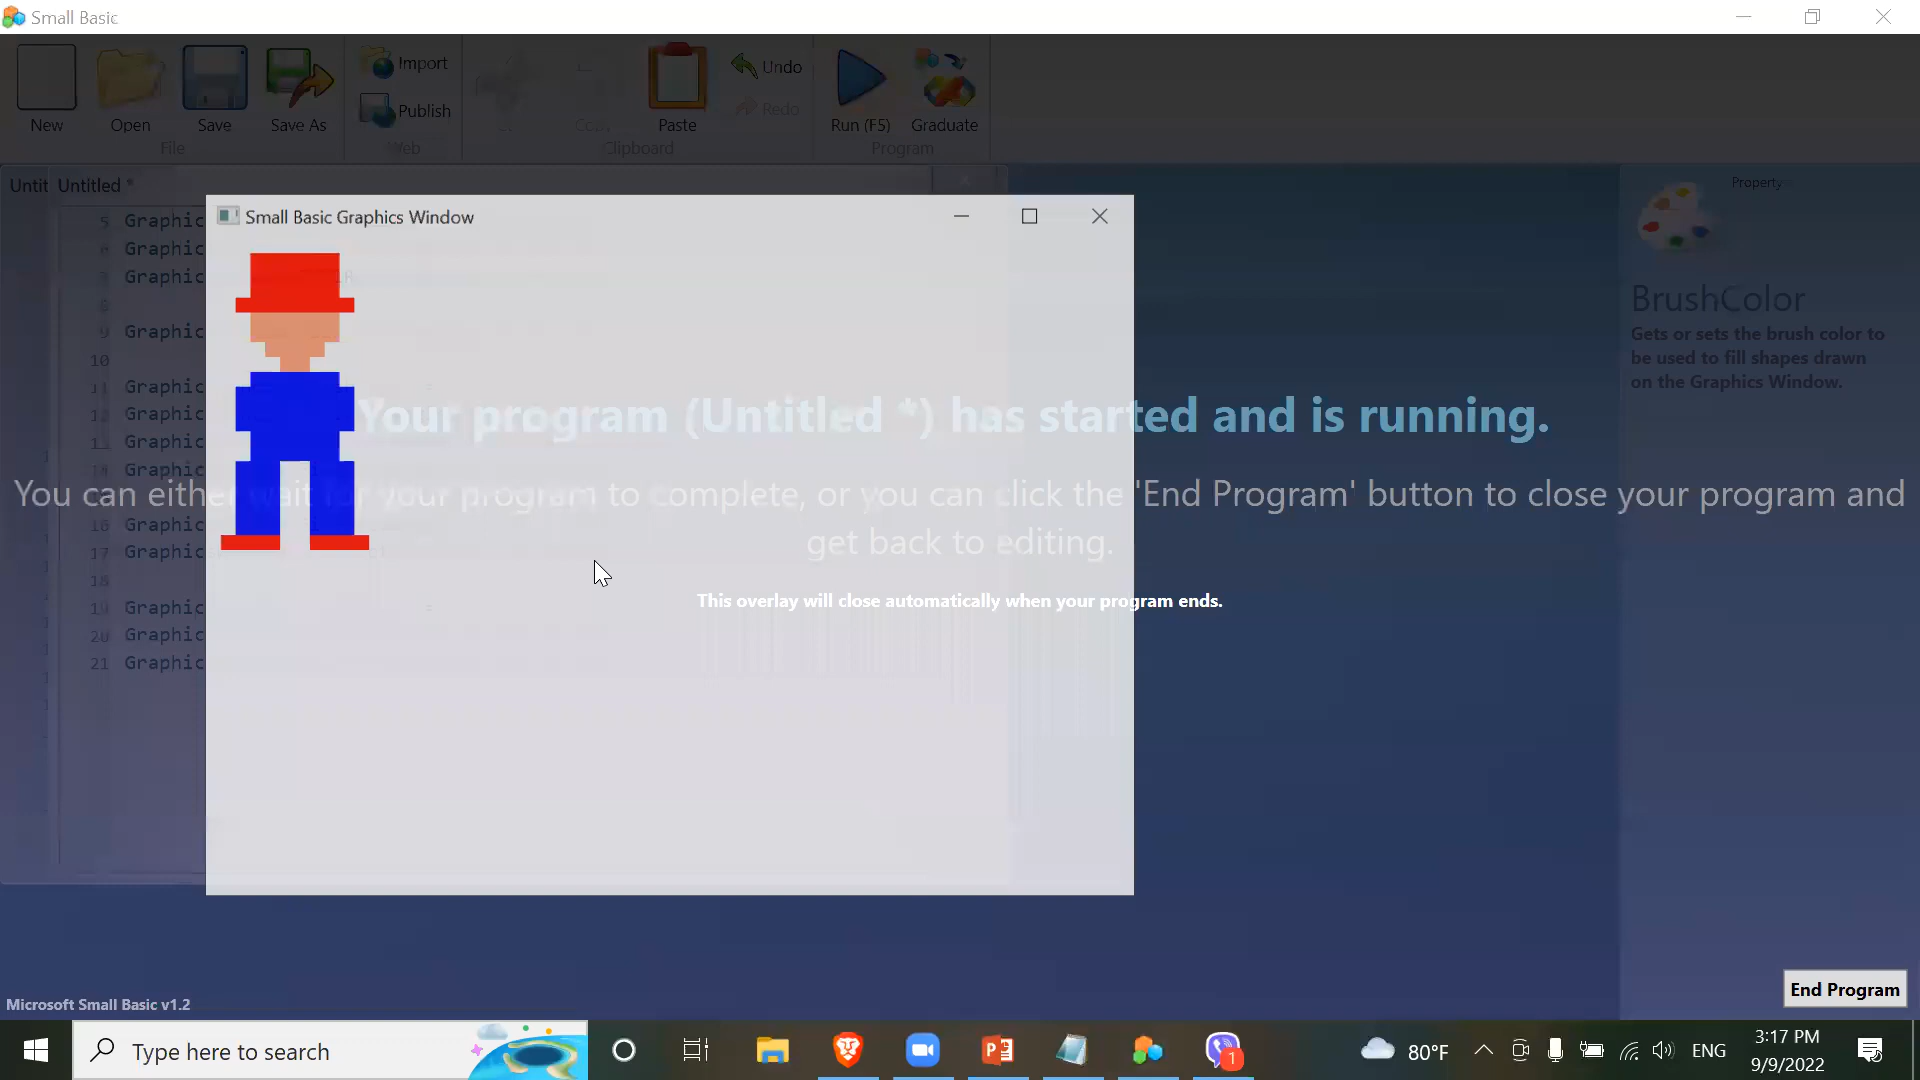 Small Basic
New
Open
Save
Save As
File
Import
Publish
Web
Paste
Undo
Redo
Clipboard
Run (F5)
Graduate
Program
Untit
Untitled *
Small Basic Graphics Window
5 Graphic
6 Graphic
Graphic
8
9 Graphic
10
11 Graphic
12 Graphic
Graphic
Graphic
16 Graphic
17 Graphic
18
19 Graphic
20 Graphic
21 Graphic
Property
BrushColor
Gets or sets the brush color to
be used to fill shapes drawn
on the Graphics Window.
Your program (Untitled *) has started and is running.
You can either wait for your program to complete, or you can click the 'End Program' button to close your program and
get back to editing.
This overlay will close automatically when your program ends.
End Program
Microsoft Small Basic v1.2
Type here to search
1
80°F
ENG
3:17 PM
9/9/2022